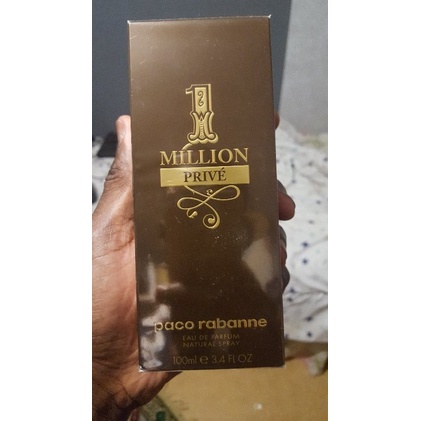 1
MILLION
PRIVÉ
paco rabanne
EAU DE PARFUM
NATURAL SPRAY
100ml ℮ 3.4 FL OZ